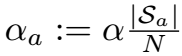 α_a := α |𝒮_a| / N